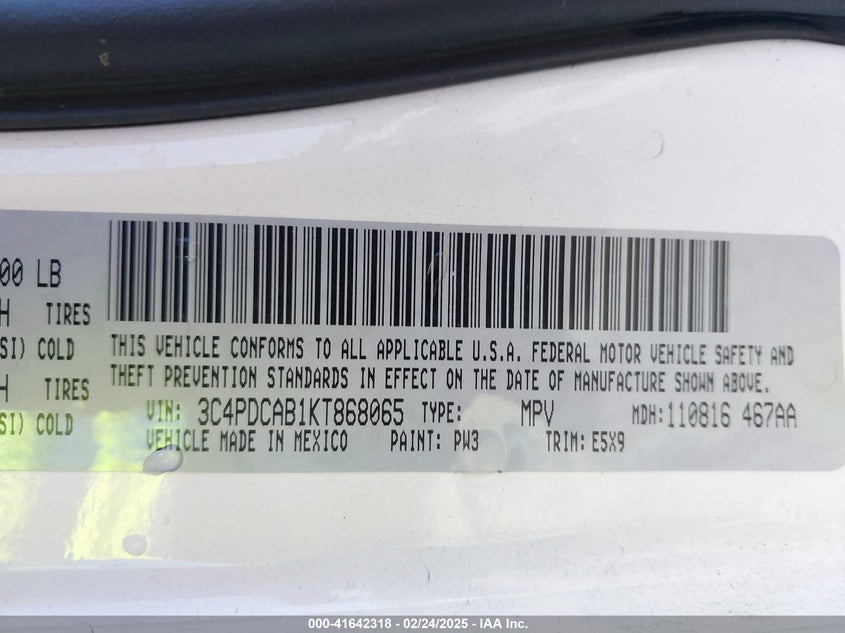 00 LB
H TIRES
SI) COLD
H TIRES
SI) COLD
THIS VEHICLE CONFORMS TO ALL APPLICABLE U.S.A. FEDERAL MOTOR VEHICLE SAFETY AND
THEFT PREVENTION STANDARDS IN EFFECT ON THE DATE OF MANUFACTURE SHOWN ABOVE.
VIN: 3C4PDCAB1KT868065 TYPE: MPV MDH:110816 467AA
VEHICLE MADE IN MEXICO PAINT: PW3 TRIM: E5X9
000-41642318 - 02/24/2025 - IAA Inc.